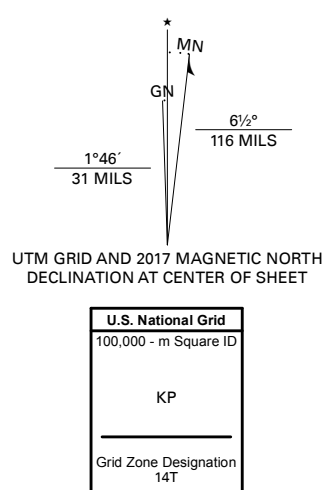 ★
MN
GN
6½°
116 MILS
1°46´
31 MILS
UTM GRID AND 2017 MAGNETIC NORTH
DECLINATION AT CENTER OF SHEET
U.S. National Grid
100,000 - m Square ID
KP
Grid Zone Designation
14T